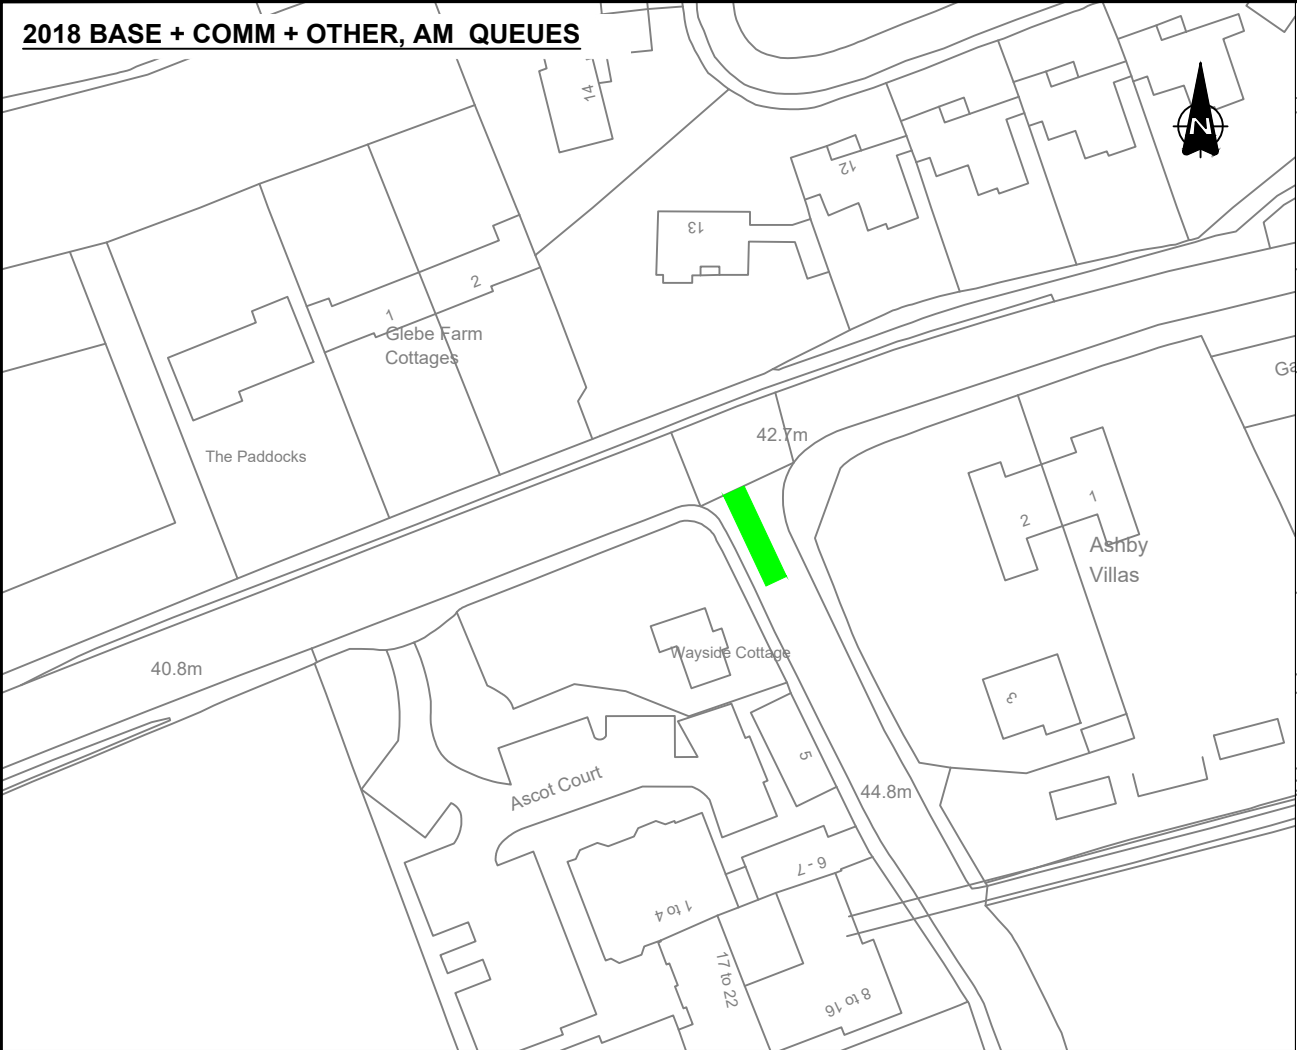 2018 BASE + COMM + OTHER, AM QUEUES
14
N
12
13
2
1
Glebe Farm
Cottages
Ga
42.7m
The Paddocks
1
2
Ashby
Villas
Wayside Cottage
40.8m
3
5
Ascot Court
44.8m
6 - 7
1 to 4
17 to 22
8 to 16